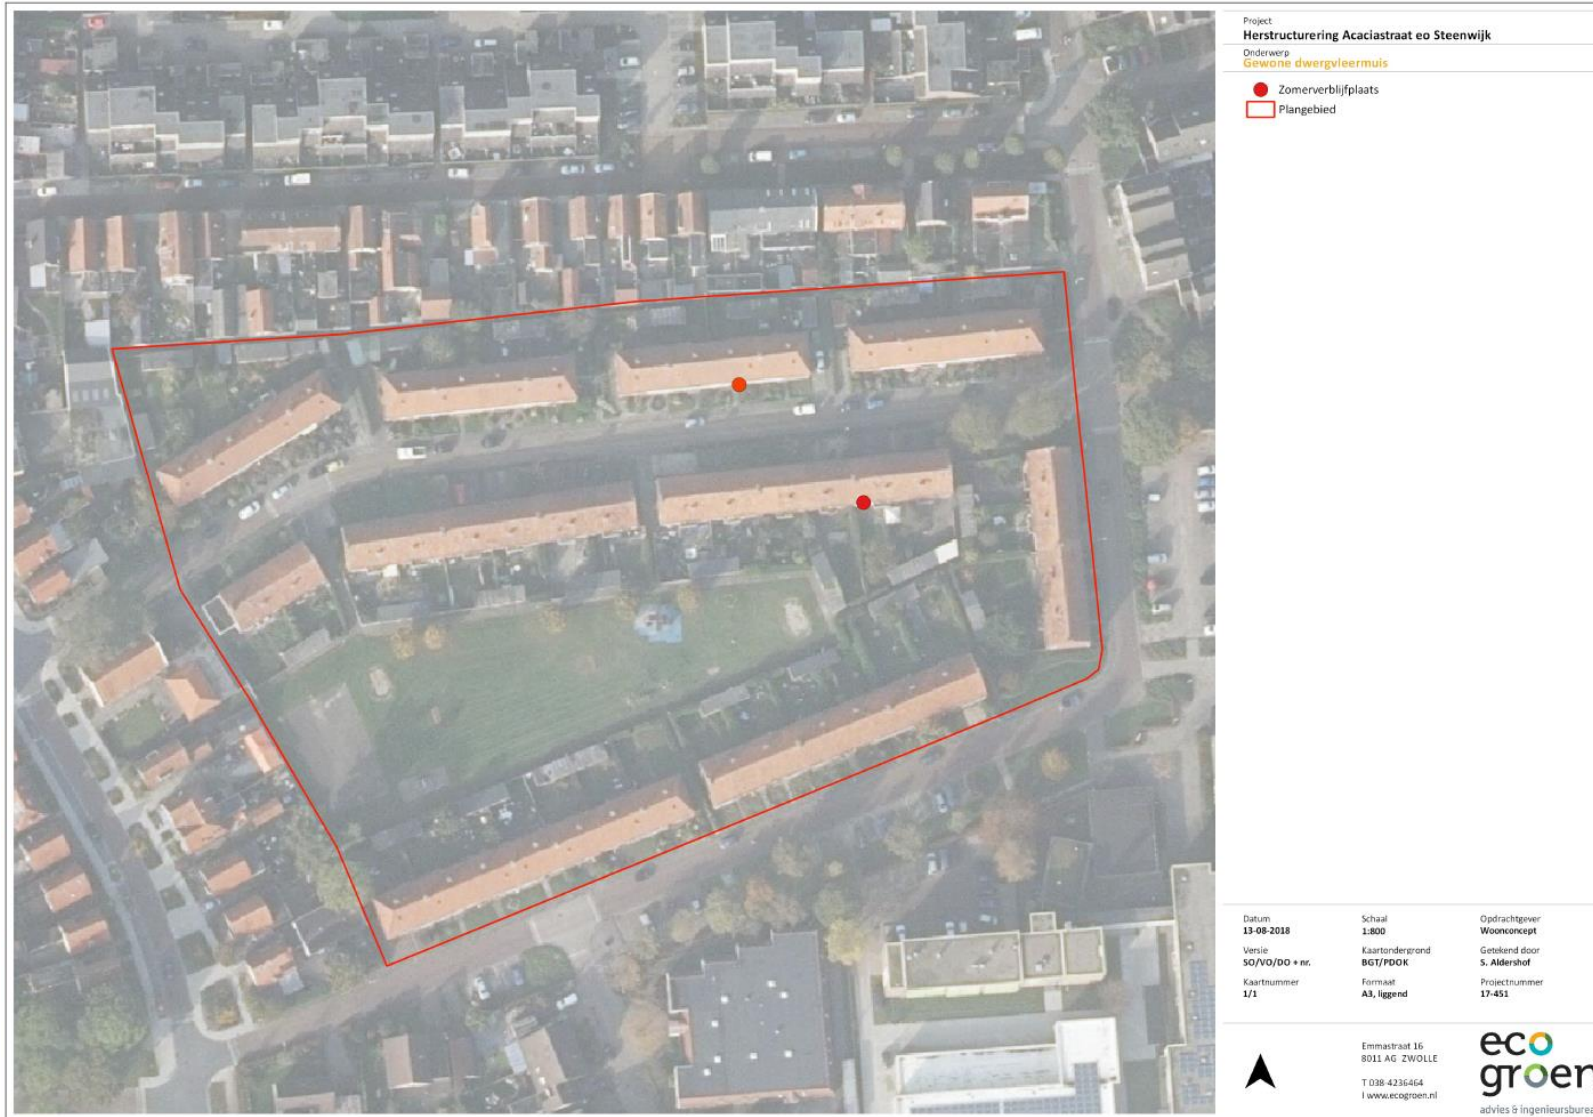 Project
Herstructurering Acaciastraat eo Steenwijk
Onderwerp
Gewone dwergvleermuis
Zomerverblijfplaats
Plangebied
Datum
13-08-2018
Schaal
1:800
Opdrachtgever
Woonconcept
Versie
SO/VO/DO + nr.
Kaartondergrond
BGT/PDOK
Getekend door
S. Aldershof
Kaartnummer
1/1
Formaat
A3, liggend
Projectnummer
17-451
Emmastraat 16
8011 AG ZWOLLE
T 038-4236464
I www.ecogroen.nl
eco
groen
advies & ingenieursburea